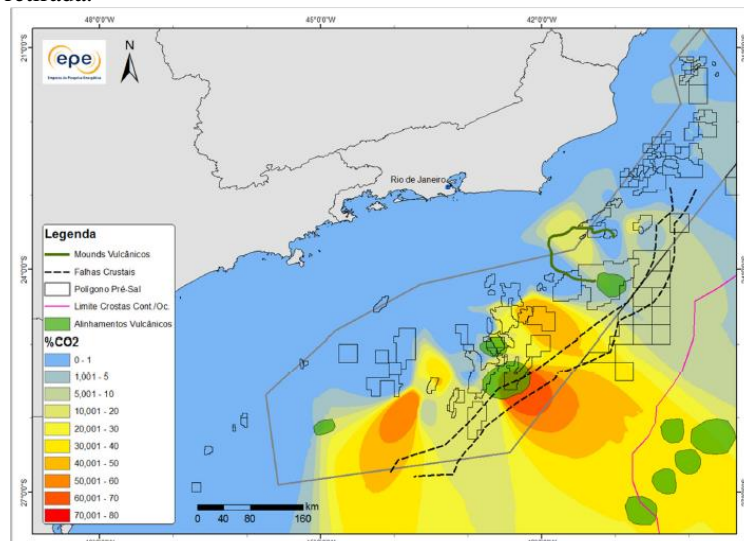 retirada.
48°0'0"O
45°0'0"O
42°0'0"O
21°0'0"S
epe
Empresa de Pesquisa Energética
N
Rio de Janeiro
24°0'0"S
Legenda
Mounds Vulcânicos
Falhas Crustais
Polígono Pré-Sal
Limite Crostas Cont./Oc.
Alinhamentos Vulcânicos
%CO2
0 - 1
1,001 - 5
5,001 - 10
10,001 - 20
20,001 - 30
30,001 - 40
40,001 - 50
50,001 - 60
60,001 - 70
70,001 - 80
27°0'0"S
km
0 40 80 120 160